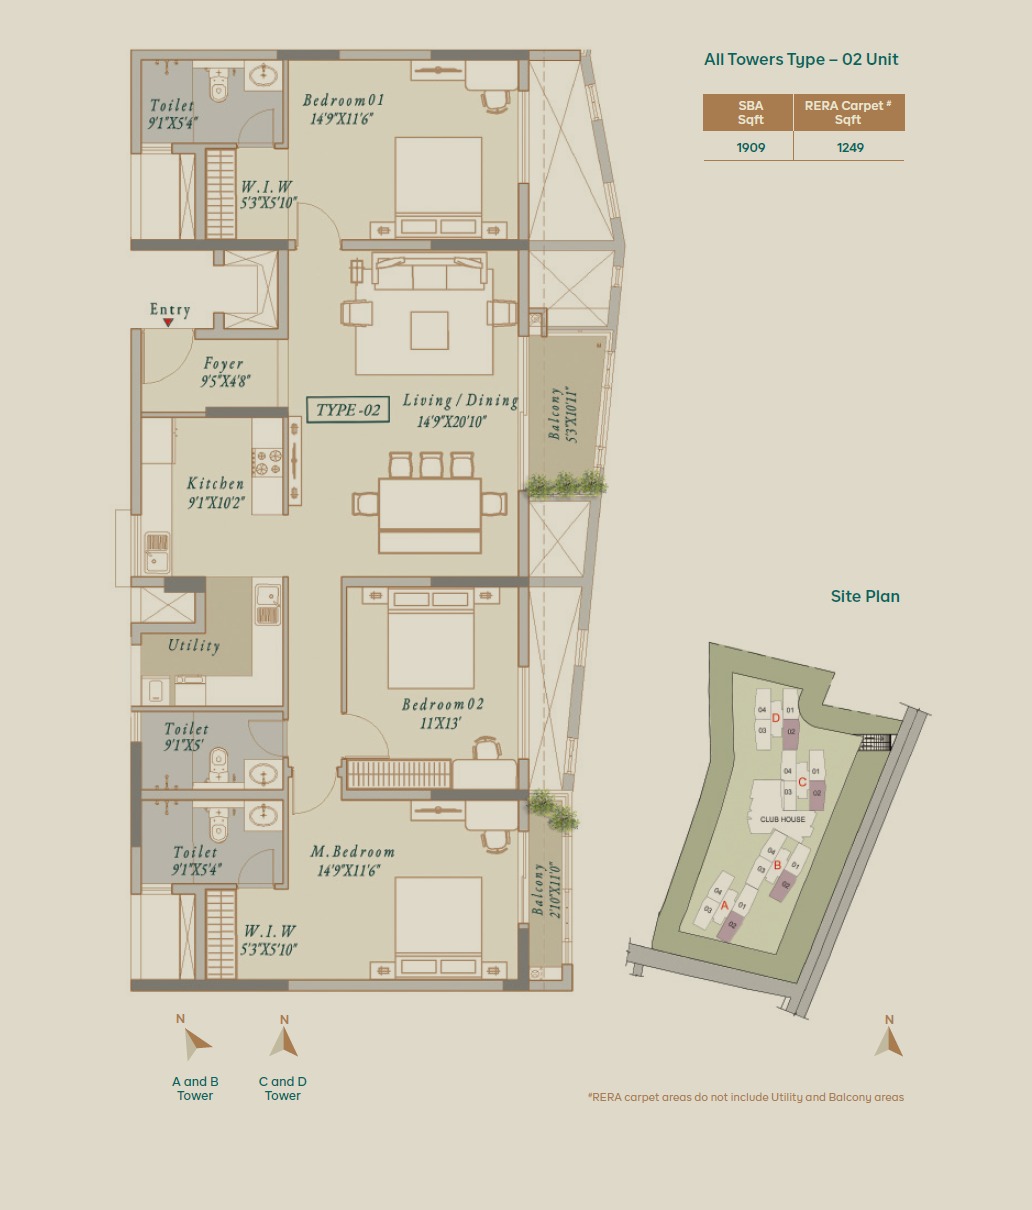 All Towers Type – 02 Unit
SBA
Sqft
RERA Carpet #
Sqft
1909
1249
Toilet
9'1"X5'4"
Bedroom01
14'9"X11'6"
W.I.W
5'3"X5'10"
Entry
Foyer
9'5"X4'8"
TYPE-02
Living / Dining
14'9"X20'10"
Balcony
5'3"X10'11"
Kitchen
9'1"X10'2"
Utility
Bedroom02
11'X13'
Toilet
9'1"X5'
Toilet
9'1"X5'4"
M.Bedroom
14'9"X11'6"
Balcony
2'10"X11'0"
W.I.W
5'3"X5'10"
Site Plan
04
01
D
03
02
04
01
C
03
02
CLUB HOUSE
04
01
B
03
02
04
01
A
03
02
N
A and B
Tower
N
C and D
Tower
N
#RERA carpet areas do not include Utility and Balcony areas